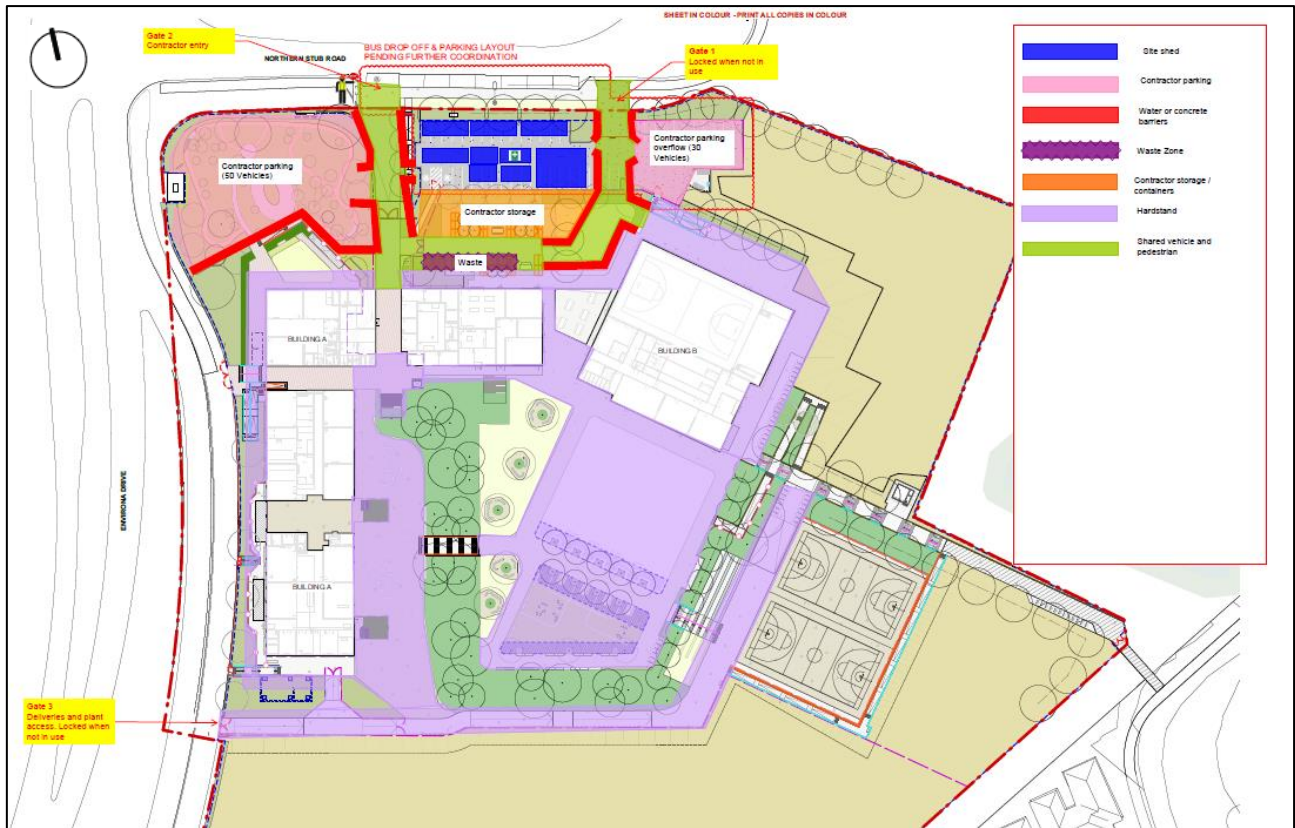 SHEET IN COLOUR - PRINT ALL COPIES IN COLOUR
Gate 2
Contractor entry
NORTHERN STUB ROAD
BUS DROP OFF & PARKING LAYOUT
PENDING FURTHER COORDINATION
Gate 1
Locked when not in
use
Site shed
Contractor parking
Water or concrete
barriers
Waste Zone
Contractor storage /
containers
Hardstand
Shared vehicle and
pedestrian
Contractor parking
(50 Vehicles)
Contractor parking
overflow (30
Vehicles)
Contractor storage
Waste
BUILDING A
BUILDING B
ENVIRONA DRIVE
BUILDING A
Gate 3
Deliveries and plant
access. Locked when
not in use